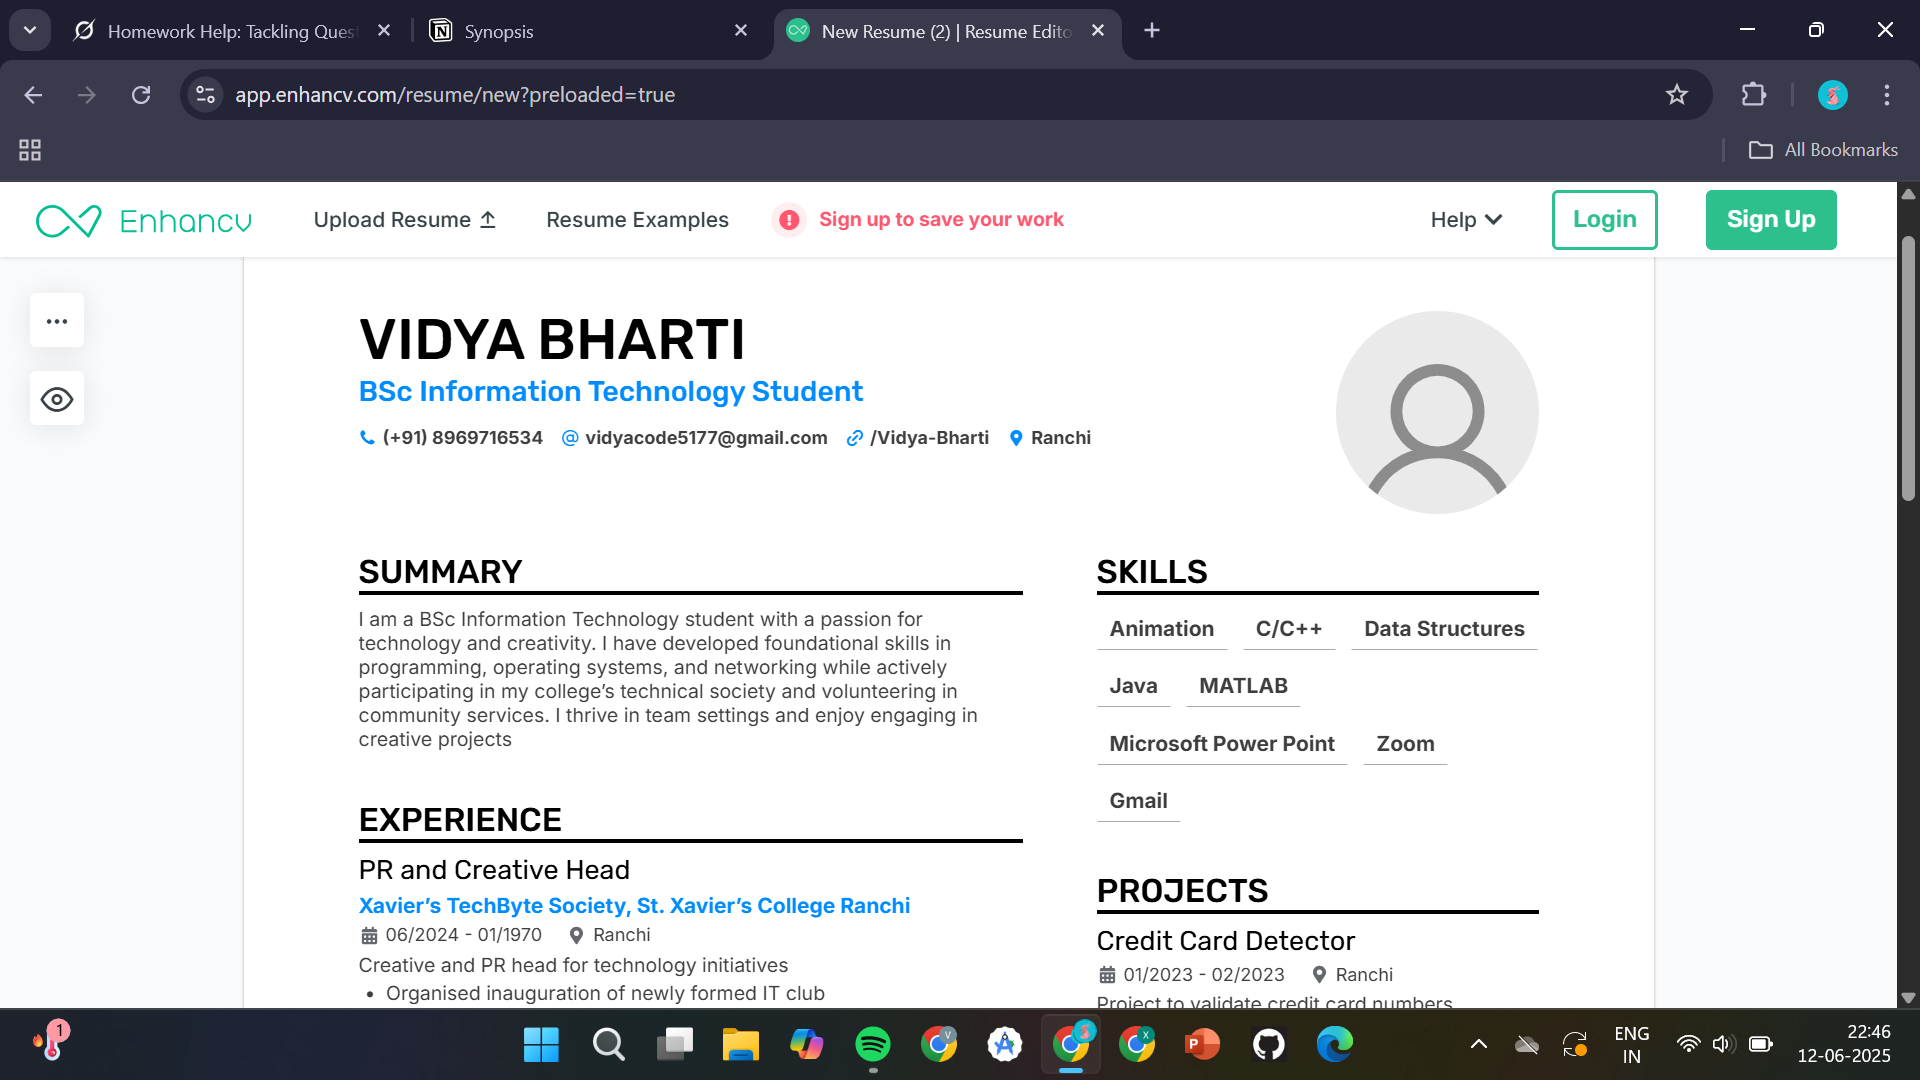 Homework Help: Tackling Quest
Synopsis
New Resume (2) | Resume Edito
app.enhancv.com/resume/new?preloaded=true
All Bookmarks
Enhancv
Upload Resume
Resume Examples
Sign up to save your work
Help
Login
Sign Up
VIDYA BHARTI
BSc Information Technology Student
(+91) 8969716534
@ vidyacode5177@gmail.com
/Vidya-Bharti
Ranchi
SUMMARY
I am a BSc Information Technology student with a passion for
technology and creativity. I have developed foundational skills in
programming, operating systems, and networking while actively
participating in my college's technical society and volunteering in
community services. I thrive in team settings and enjoy engaging in
creative projects
EXPERIENCE
PR and Creative Head
Xavier's TechByte Society, St. Xavier's College Ranchi
06/2024 - 01/1970
Ranchi
Creative and PR head for technology initiatives
• Organised inauguration of newly formed IT club
SKILLS
Animation
C/C++
Data Structures
Java
MATLAB
Microsoft Power Point
Zoom
Gmail
PROJECTS
Credit Card Detector
01/2023 - 02/2023
Ranchi
Project to validate credit card numbers
1
V
X
P
ENG
IN
22:46
12-06-2025